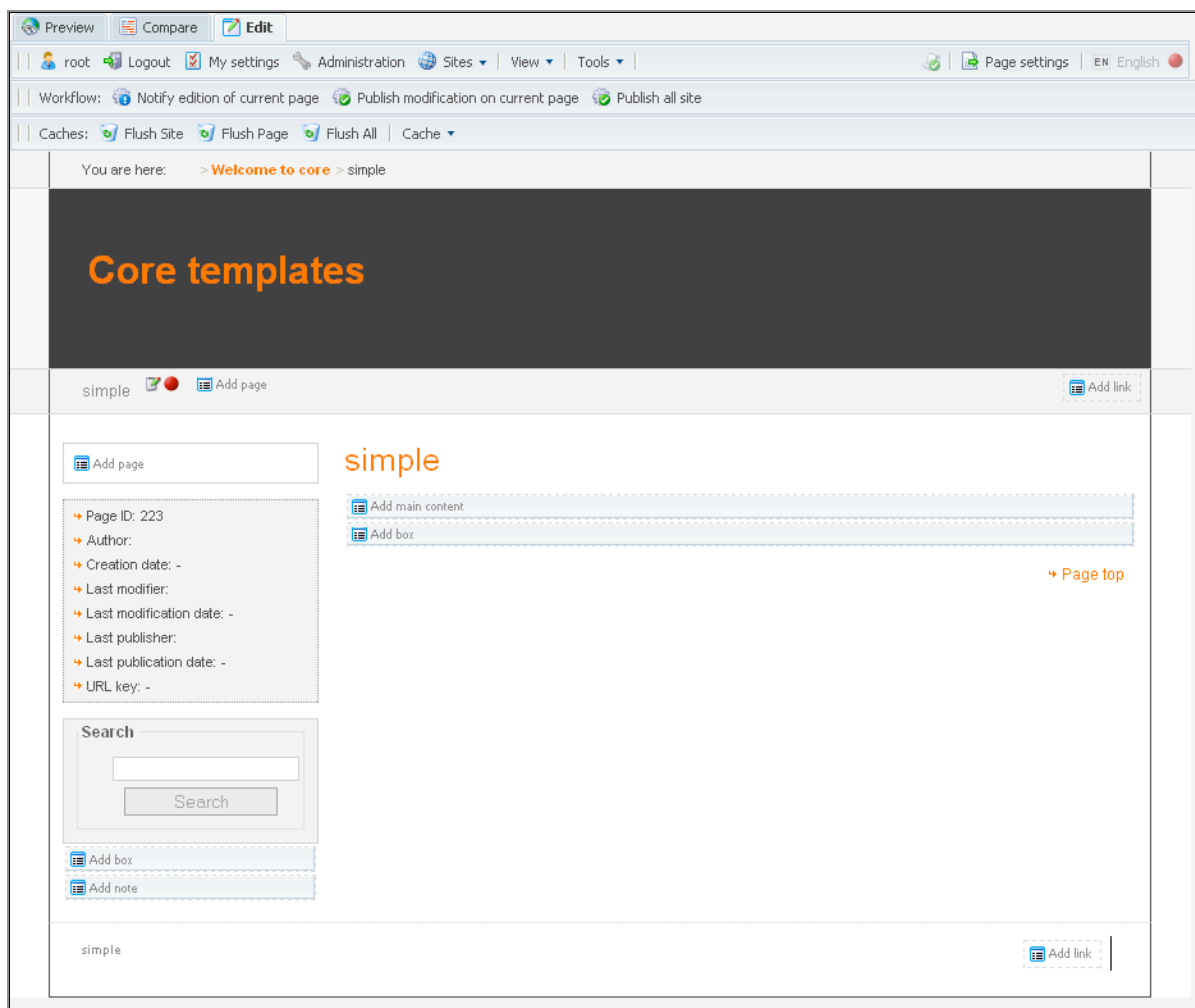 Preview Compare Edit
root Logout My settings Administration Sites View Tools Page settings EN English
Workflow: Notify edition of current page Publish modification on current page Publish all site
Caches: Flush Site Flush Page Flush All Cache
You are here: > Welcome to core > simple
Core templates
simple Add page Add link
Add page
Page ID: 223
Author:
Creation date: -
Last modifier:
Last modification date: -
Last publisher:
Last publication date: -
URL key: -
Search
Search
Add box
Add note
simple
Add main content
Add box
Page top
simple Add link